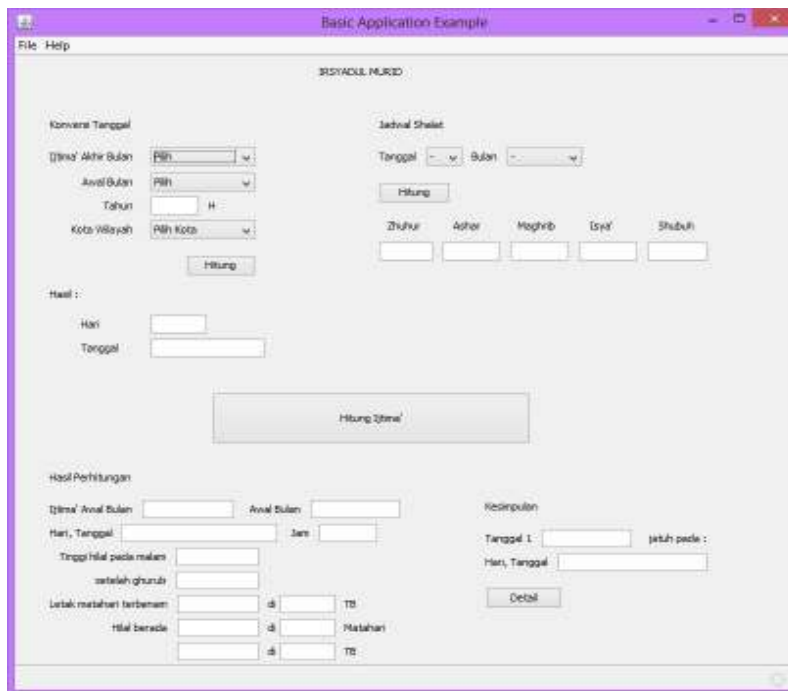 Basic Application Example
File Help
IRSYADUL MURID
Konversi Tanggal
Ijtima' Akhir Bulan Pilih
Awal Bulan Pilih
Tahun H
Kota Wilayah Pilih Kota
Hitung
Hasil :
Hari
Tanggal
Jadwal Shalat
Tanggal - Bulan -
Hitung
Zhuhur Ashar Maghrib Isya' Shubuh
Hitung Ijtima'
Hasil Perhitungan
Ijtima' Awal Bulan Awal Bulan
Hari, Tanggal Jam
Tinggi hilal pada malam
setelah ghurub
Letak matahari terbenam di TB
Hilal berada di Matahari
di TB
Kesimpulan
Tanggal 1 jatuh pada :
Hari, Tanggal
Detail